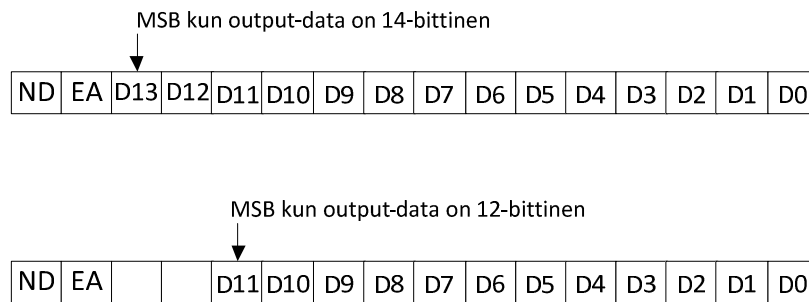 MSB kun output-data on 14-bittinen
ND EA D13 D12 D11 D10 D9 D8 D7 D6 D5 D4 D3 D2 D1 D0
MSB kun output-data on 12-bittinen
ND EA D11 D10 D9 D8 D7 D6 D5 D4 D3 D2 D1 D0